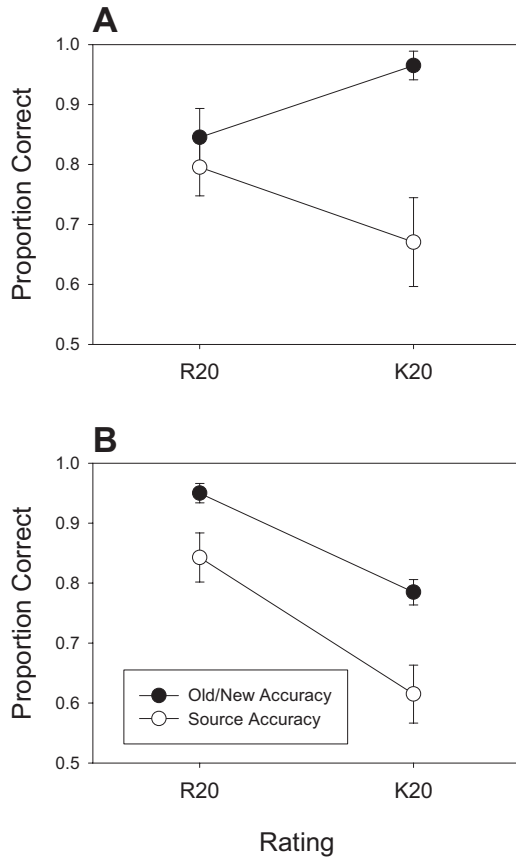 A
1.0
0.9
0.8
0.7
0.6
0.5
Proportion Correct
R20 K20
B
1.0
0.9
0.8
0.7
0.6
0.5
Proportion Correct
Old/New Accuracy
Source Accuracy
R20 K20
Rating